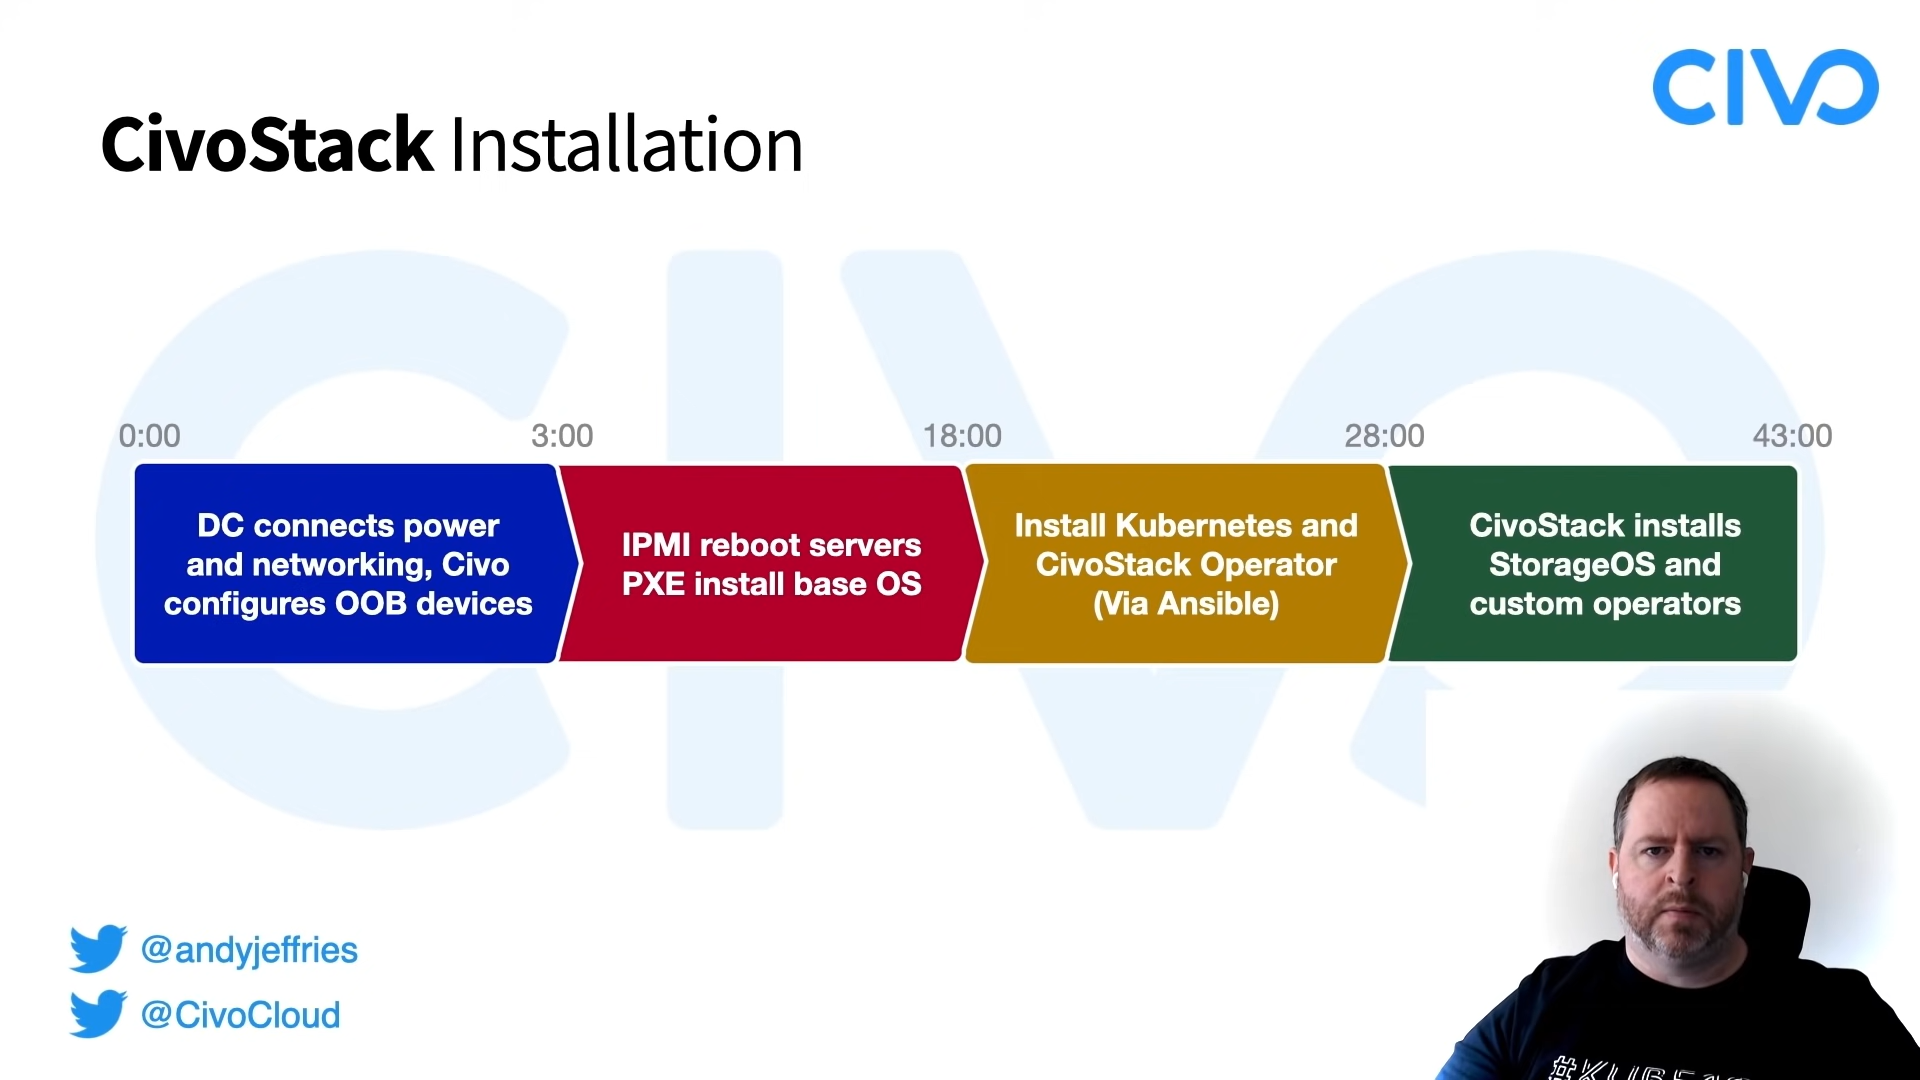 CIVO
CivoStack Installation
0:00
3:00
18:00
28:00
43:00
DC connects power
and networking, Civo
configures OOB devices
IPMI reboot servers
PXE install base OS
Install Kubernetes and
CivoStack Operator
(Via Ansible)
CivoStack installs
StorageOS and
custom operators
@andyjeffries
@CivoCloud